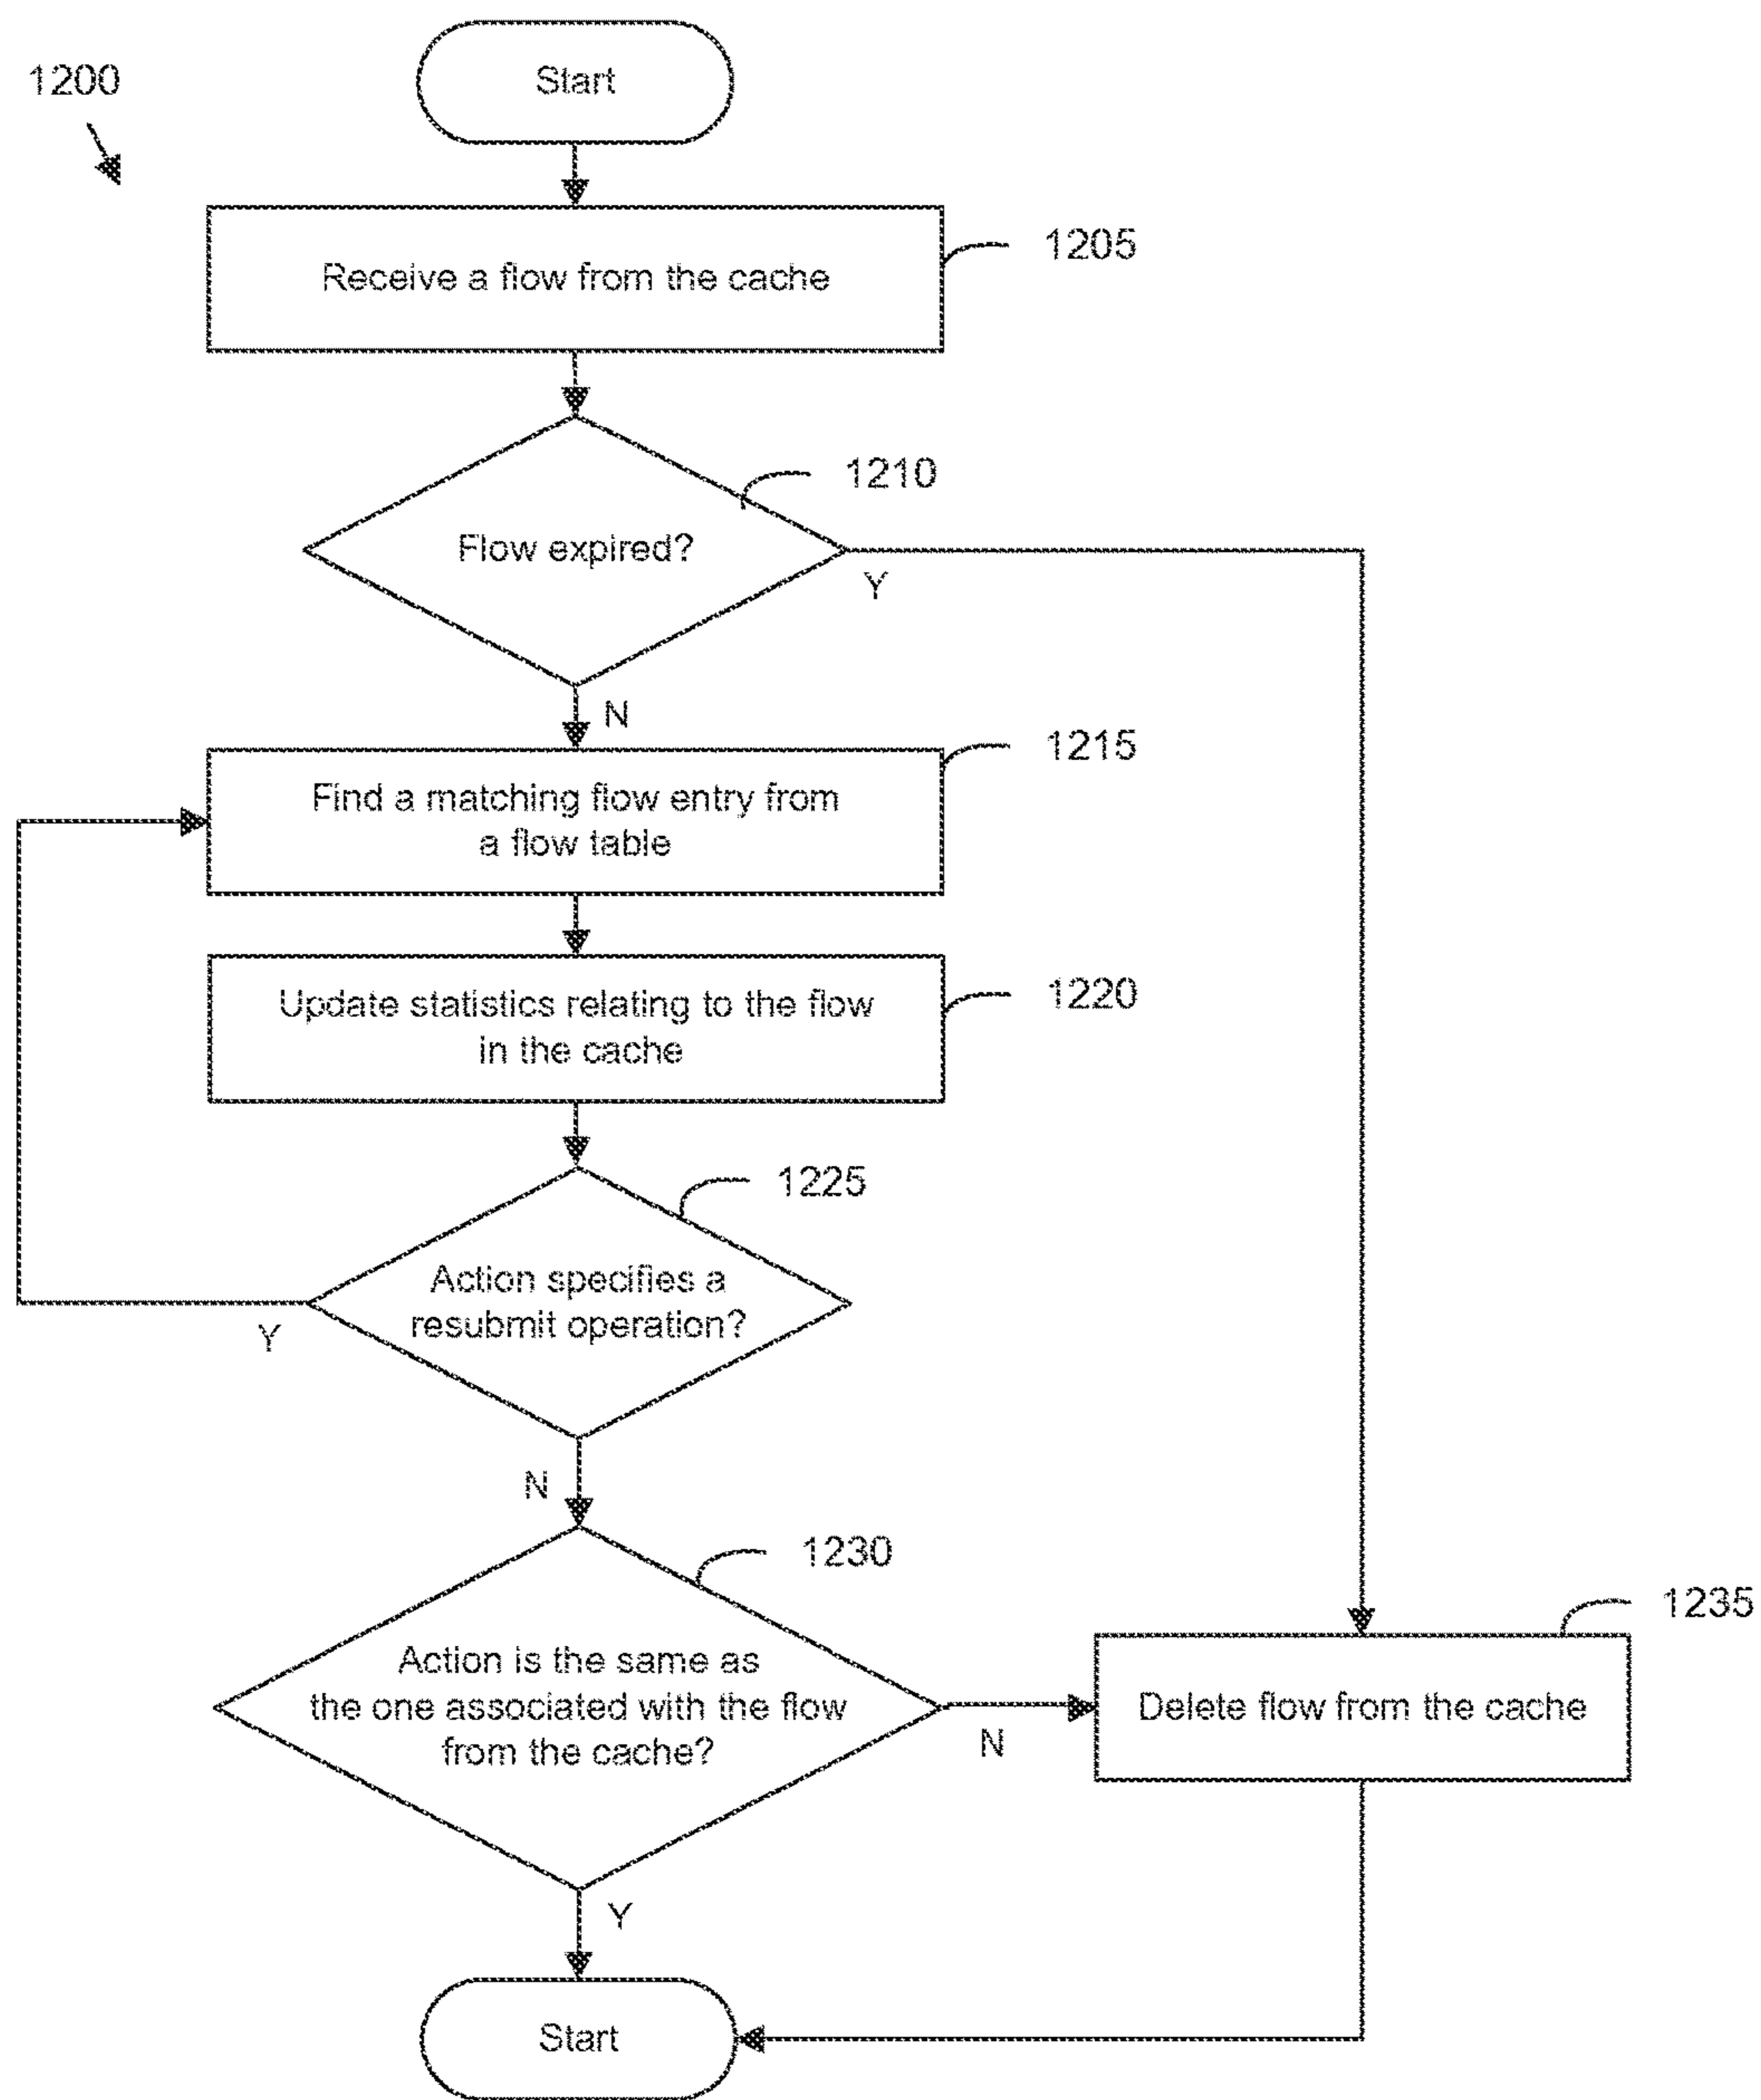 1200
Start
Receive a flow from the cache
1205
Flow expired?
1210
Y
N
Find a matching flow entry from
a flow table
1215
Update statistics relating to the flow
in the cache
1220
Action specifies a
resubmit operation?
1225
Y
N
Action is the same as
the one associated with the flow
from the cache?
1230
N
Delete flow from the cache
1235
Y
Start